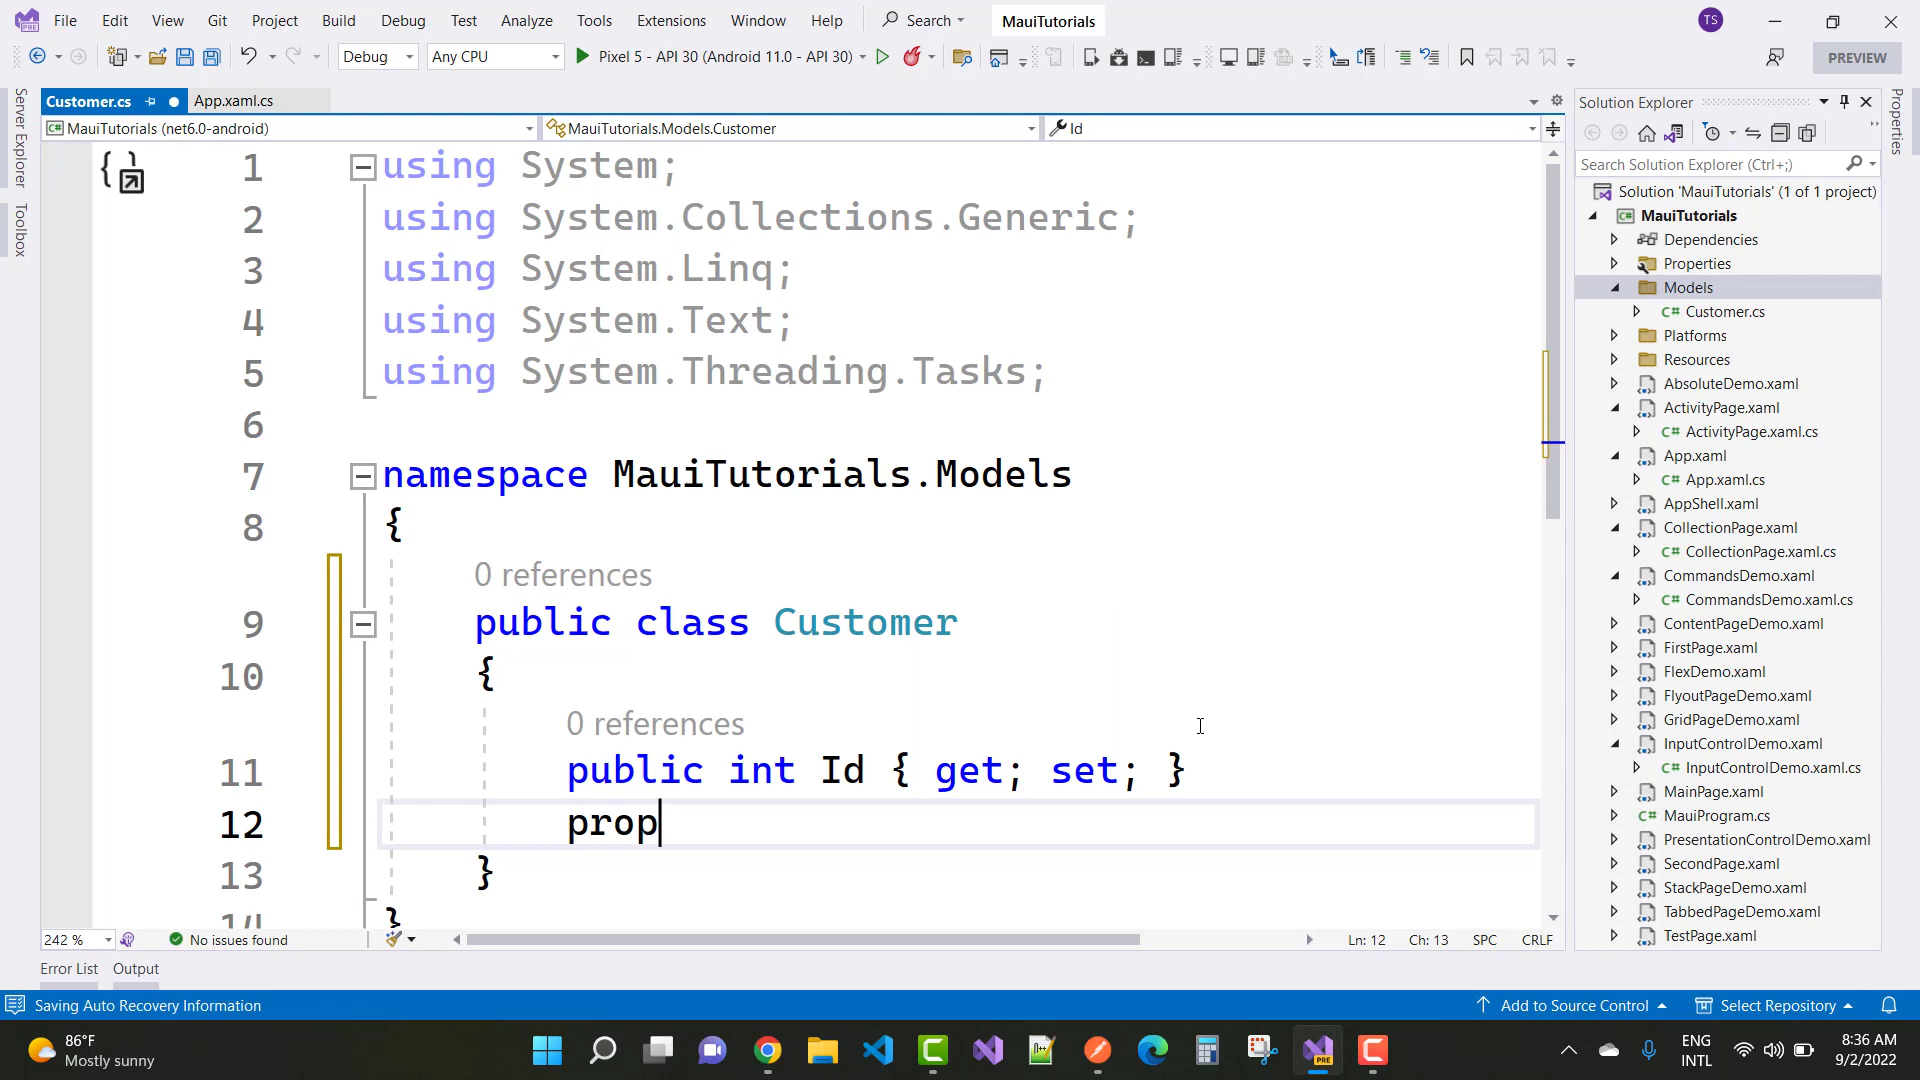 File Edit View Git Project Build Debug Test Analyze Tools Extensions Window Help Search MauiTutorials TS
Debug Any CPU Pixel 5 - API 30 (Android 11.0 - API 30) PREVIEW
Customer.cs App.xaml.cs
MauiTutorials (net6.0-android) MauiTutorials.Models.Customer Id
Server Explorer
Toolbox
1 using System;
2 using System.Collections.Generic;
3 using System.Linq;
4 using System.Text;
5 using System.Threading.Tasks;
6
7 namespace MauiTutorials.Models
8 {
0 references
9 public class Customer
10 {
0 references
11 public int Id { get; set; }
12 prop
13 }
14 }
242 % No issues found Ln: 12 Ch: 13 SPC CRLF
Error List Output
Solution Explorer
Search Solution Explorer (Ctrl+;)
Solution 'MauiTutorials' (1 of 1 project)
MauiTutorials
Dependencies
Properties
Models
C# Customer.cs
Platforms
Resources
AbsoluteDemo.xaml
ActivityPage.xaml
C# ActivityPage.xaml.cs
App.xaml
C# App.xaml.cs
AppShell.xaml
CollectionPage.xaml
C# CollectionPage.xaml.cs
CommandsDemo.xaml
C# CommandsDemo.xaml.cs
ContentPageDemo.xaml
FirstPage.xaml
FlexDemo.xaml
FlyoutPageDemo.xaml
GridPageDemo.xaml
InputControlDemo.xaml
C# InputControlDemo.xaml.cs
MainPage.xaml
C# MauiProgram.cs
PresentationControlDemo.xaml
SecondPage.xaml
StackPageDemo.xaml
TabbedPageDemo.xaml
TestPage.xaml
Properties
Saving Auto Recovery Information Add to Source Control Select Repository
86°F
Mostly sunny
ENG
INTL
8:36 AM
9/2/2022